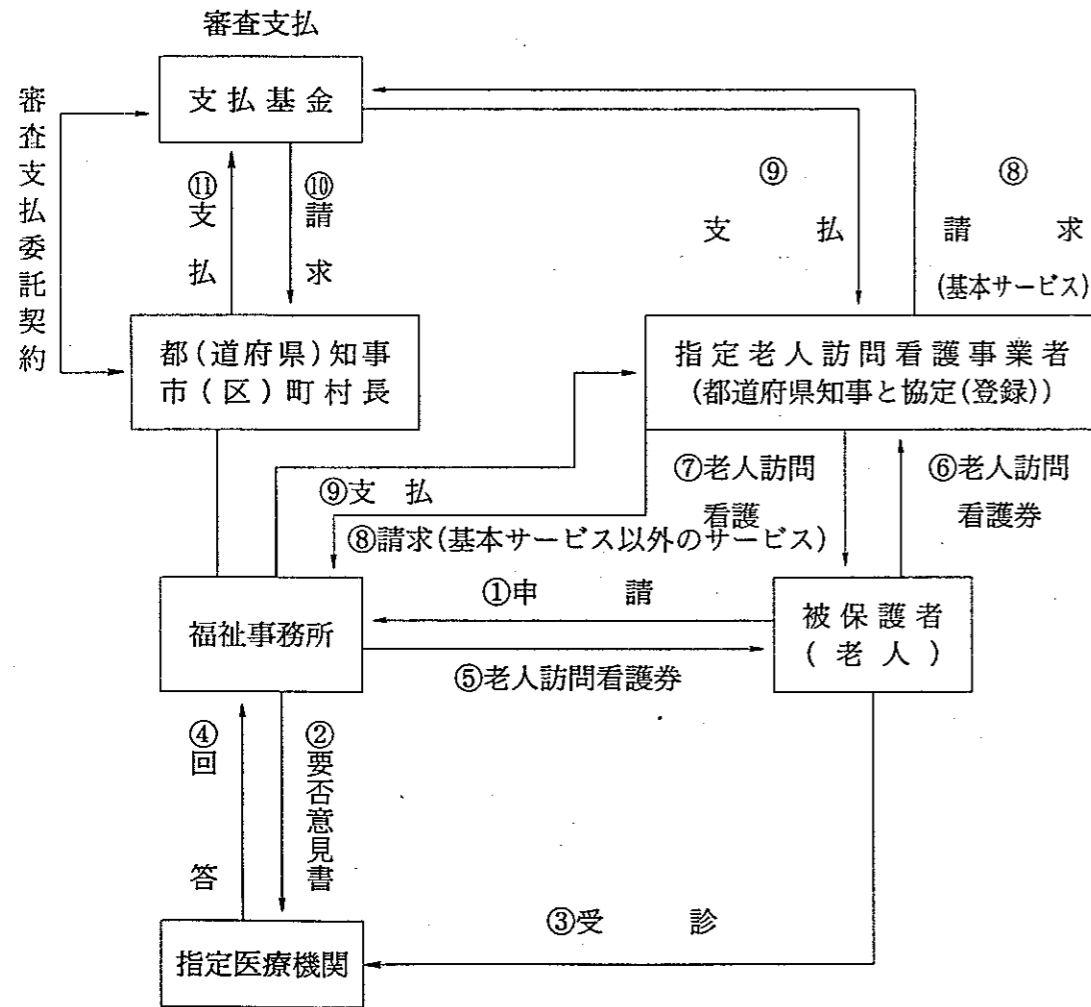 審査支払
支払基金
審査支払委託契約
⑪支払
⑩請求
⑨
支払
⑧
請求
(基本サービス)
都(道府県)知事
市(区)町村長
指定老人訪問看護事業者
(都道府県知事と協定(登録))
⑨支払
⑦老人訪問
看護
⑥老人訪問
看護券
⑧請求(基本サービス以外のサービス)
①申請
福祉事務所
被保護者
(老人)
⑤老人訪問看護券
④回答
②要否意見書
③受診
指定医療機関